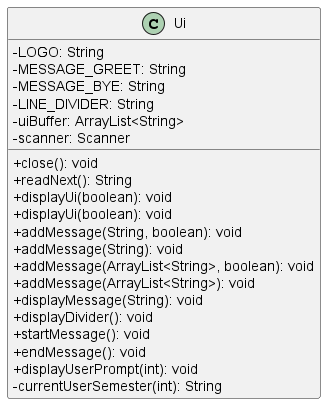 C Ui
-LOGO: String
-MESSAGE_GREET: String
-MESSAGE_BYE: String
-LINE_DIVIDER: String
-uiBuffer: ArrayList<String>
-scanner: Scanner
+close(): void
+readNext(): String
+displayUi(boolean): void
+displayUi(boolean): void
+addMessage(String, boolean): void
+addMessage(String): void
+addMessage(ArrayList<String>, boolean): void
+addMessage(ArrayList<String>): void
+displayMessage(String): void
+displayDivider(): void
+startMessage(): void
+endMessage(): void
+displayUserPrompt(int): void
-currentUserSemester(int): String